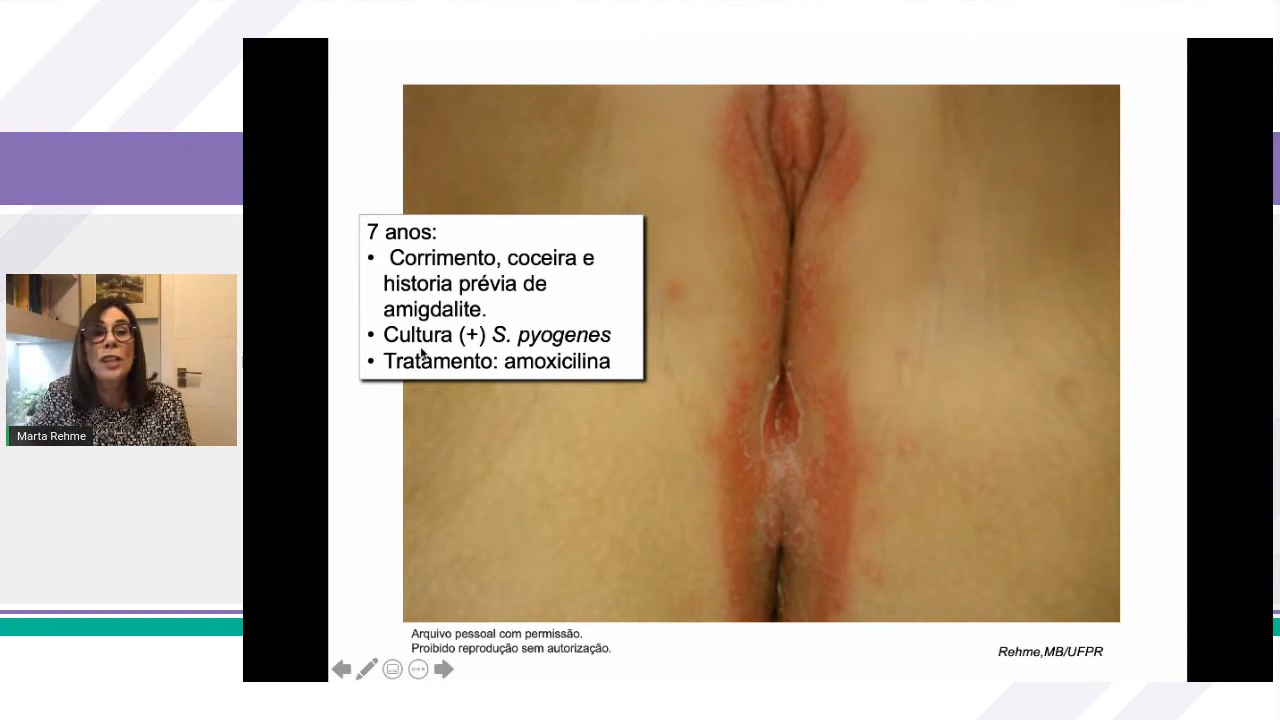 7 anos:
• Corrimento, coceira e
historia prévia de
amigdalite.
• Cultura (+) S. pyogenes
• Tratamento: amoxicilina
Marta Rehme
Arquivo pessoal com permissão.
Proibido reprodução sem autorização.
Rehme,MB/UFPR